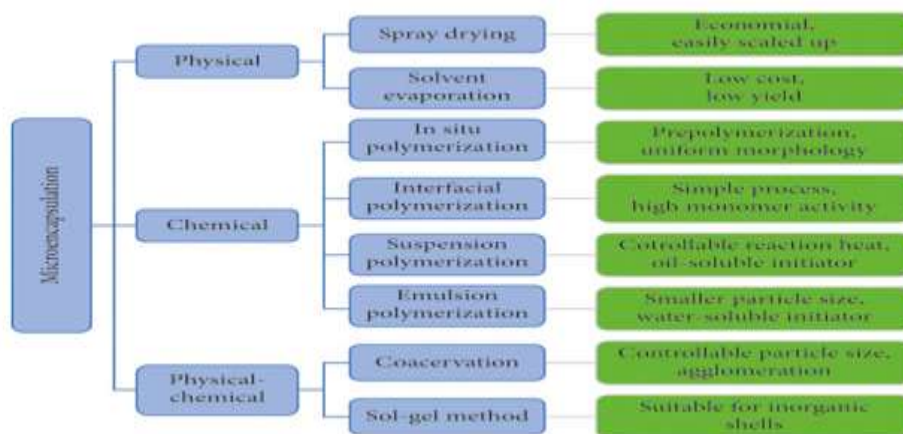 Microencapsulation
Physical
Spray drying
Economial,
easily scaled up
Solvent
evaporation
Low cost,
low yield
Chemical
In situ
polymerization
Prepolymerization,
uniform morphology
Interfacial
polymerization
Simple process,
high monomer activity
Suspension
polymerization
Cotrollable reaction heat,
oil-soluble initiator
Emulsion
polymerization
Smaller particle size,
water-soluble initiator
Physical-
chemical
Coacervation
Controllable particle size,
agglomeration
Sol-gel method
Suitable for inorganic
shells